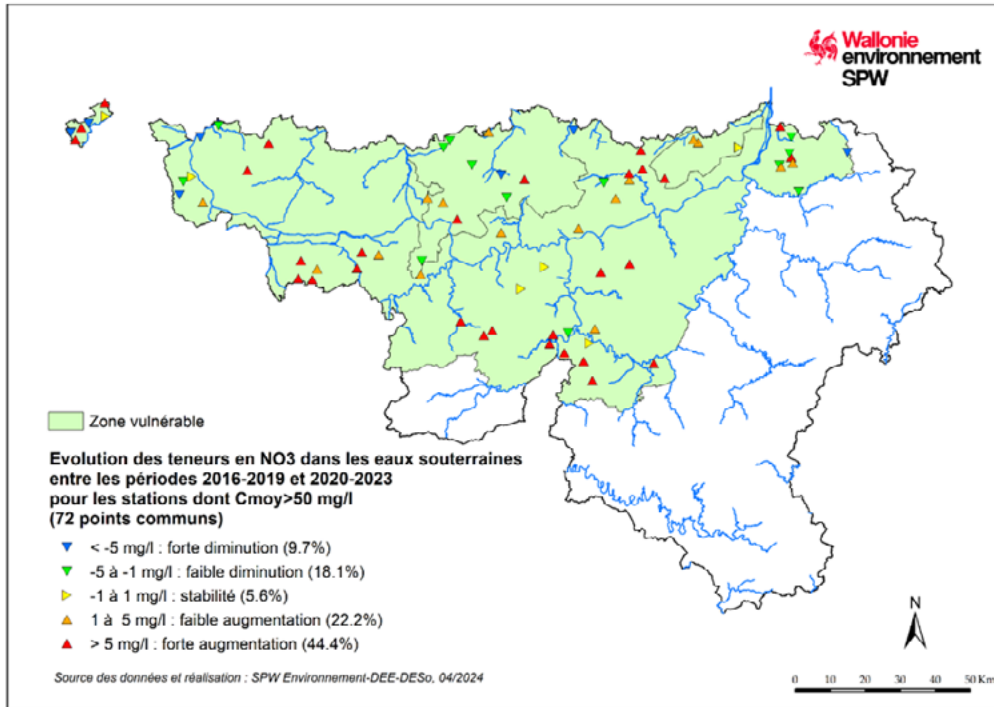 Wallonie
environnement
SPW
Zone vulnérable
Evolution des teneurs en NO3 dans les eaux souterraines
entre les périodes 2016-2019 et 2020-2023
pour les stations dont Cmoy>50 mg/l
(72 points communs)
< -5 mg/l : forte diminution (9.7%)
-5 à -1 mg/l : faible diminution (18.1%)
-1 à 1 mg/l : stabilité (5.6%)
1 à 5 mg/l : faible augmentation (22.2%)
> 5 mg/l : forte augmentation (44.4%)
Source des données et réalisation : SPW Environnement-DEE-DESo, 04/2024
N
0 10 20 30 40 50 Km